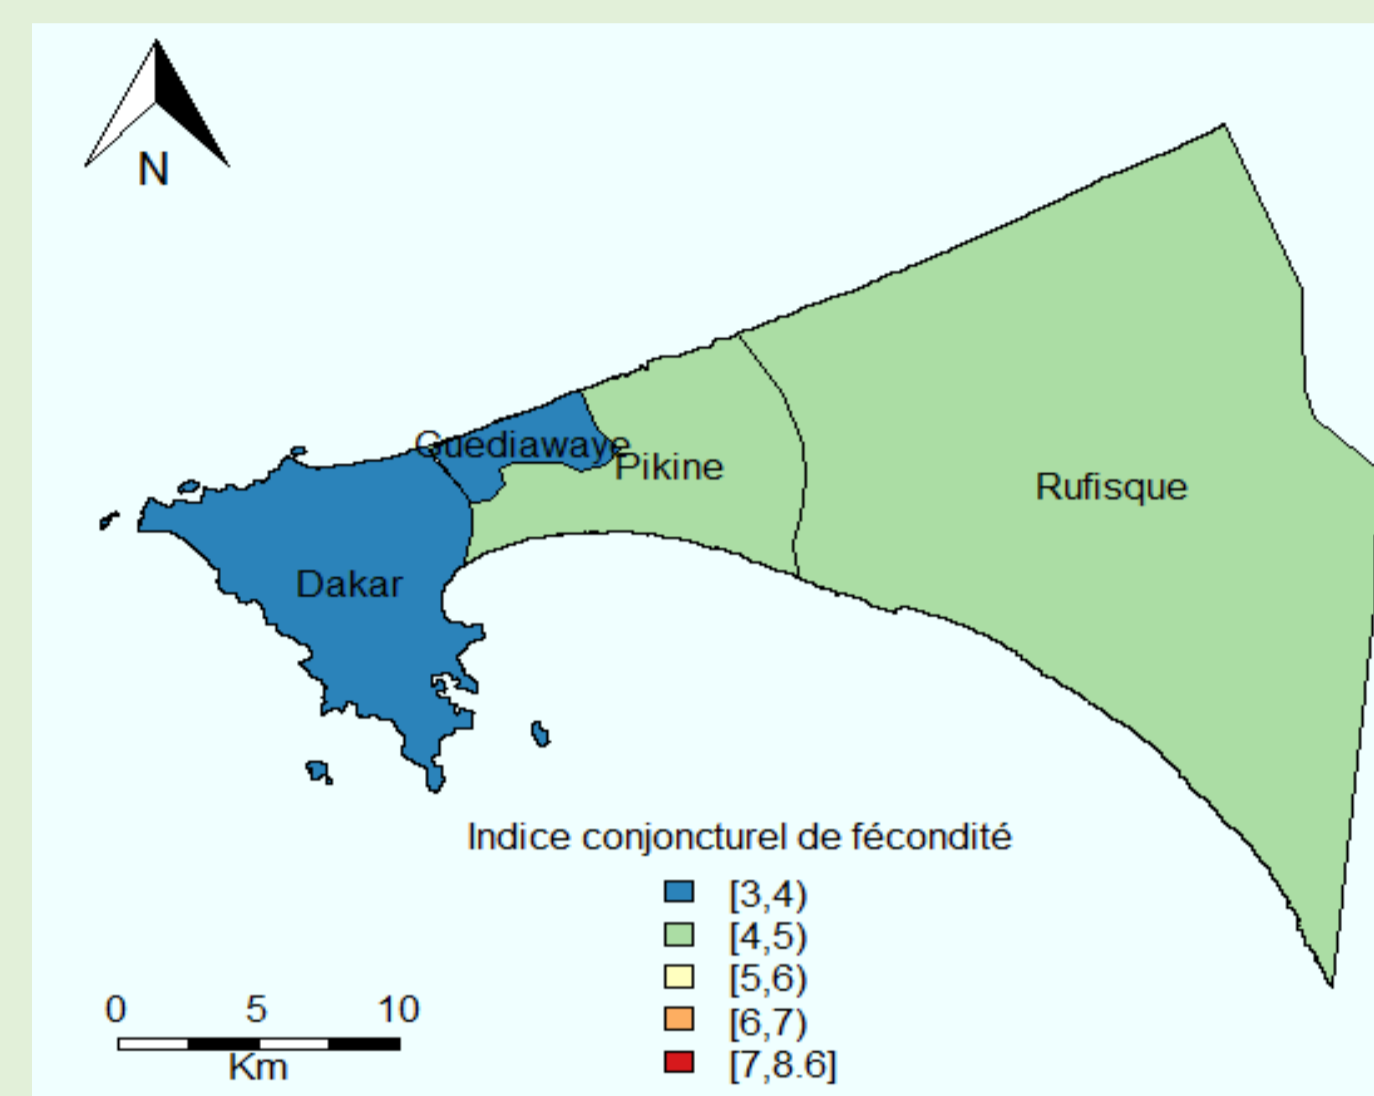 N
Guediawaye
Pikine
Rufisque
Dakar
Indice conjoncturel de fécondité
[3,4)
[4,5)
[5,6)
[6,7)
[7,8.6]
0 5 10
Km